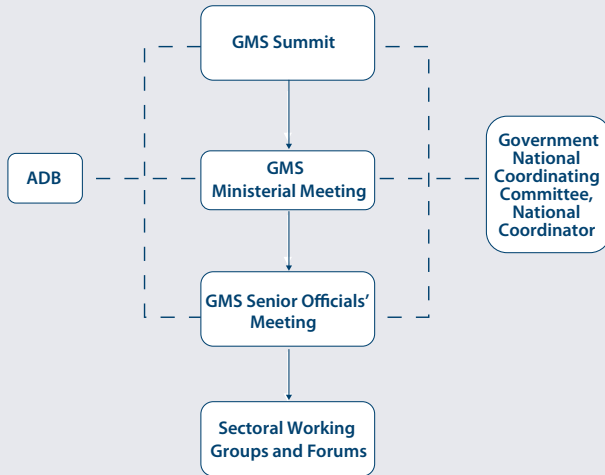 GMS Summit
ADB
GMS
Ministerial Meeting
Government
National
Coordinating
Committee,
National
Coordinator
GMS Senior Officials’
Meeting
Sectoral Working
Groups and Forums